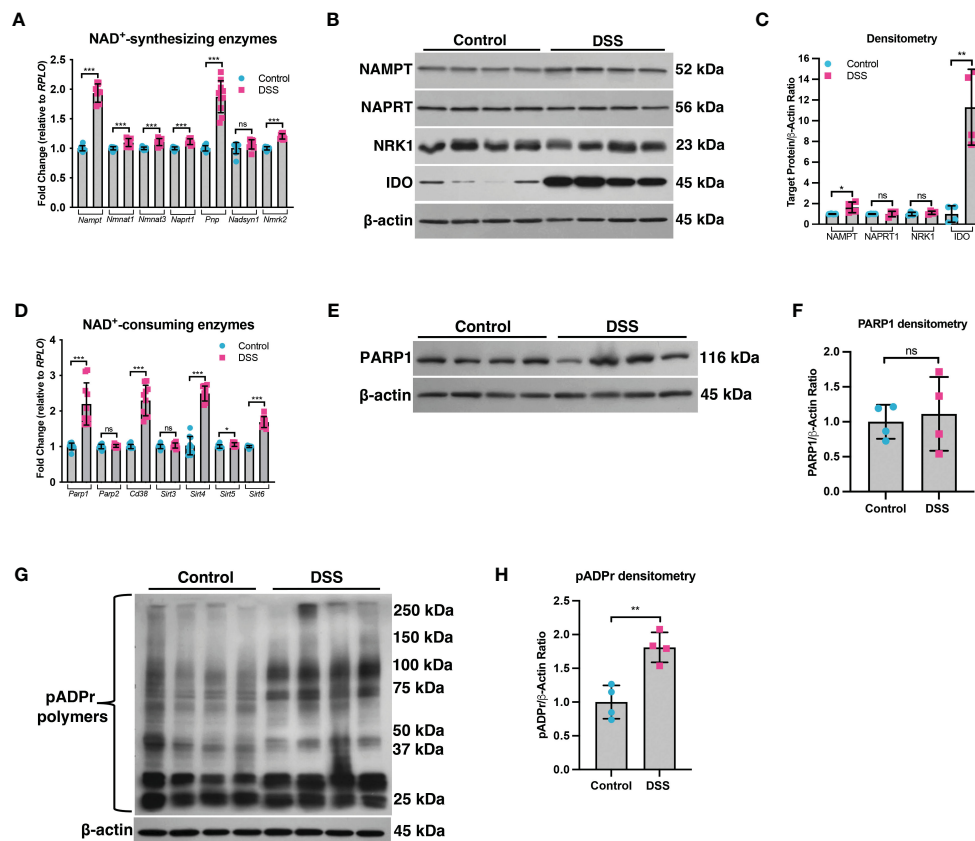 A
NAD+-synthesizing enzymes
Fold Change (relative to RPLO)
2.5
2.0
1.5
1.0
0.5
0.0
Control
DSS
***
***
***
***
***
ns
***
Nampt Nmnat1 Nmnat3 Naprt1 Pnp Nadsyn1 Nmrk2
B
Control DSS
NAMPT 52 kDa
NAPRT 56 kDa
NRK1 23 kDa
IDO 45 kDa
β-actin 45 kDa
C
Densitometry
Target Protein/β-Actin Ratio
16
14
12
10
8
6
4
2
0
Control
DSS
*
ns
ns
**
NAMPT NAPRT1 NRK1 IDO
D
NAD+-consuming enzymes
Fold Change (relative to RPLO)
4
3
2
1
0
Control
DSS
***
ns
***
ns
***
*
***
Parp1 Parp2 Cd38 Sirt3 Sirt4 Sirt5 Sirt6
E
Control DSS
PARP1 116 kDa
β-actin 45 kDa
F
PARP1 densitometry
PARP1/β-Actin Ratio
2.0
1.5
1.0
0.5
0.0
ns
Control DSS
G
Control DSS
pADPr
polymers
250 kDa
150 kDa
100 kDa
75 kDa
50 kDa
37 kDa
25 kDa
β-actin 45 kDa
H
pADPr densitometry
pADPr/β-Actin Ratio
2.5
2.0
1.5
1.0
0.5
0.0
**
Control DSS